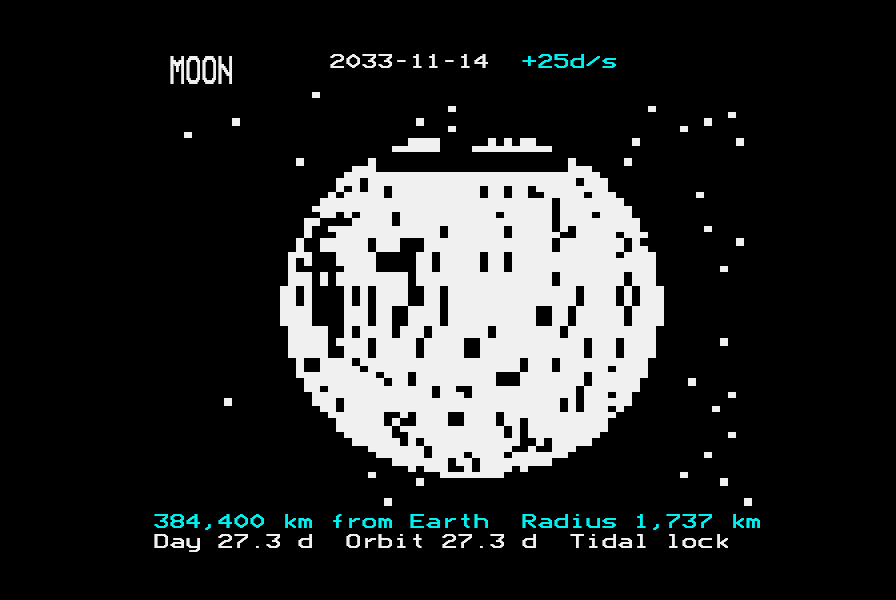 MOON
2033-11-14 +25d/s
384,400 km from Earth Radius 1,737 km
Day 27.3 d Orbit 27.3 d Tidal lock